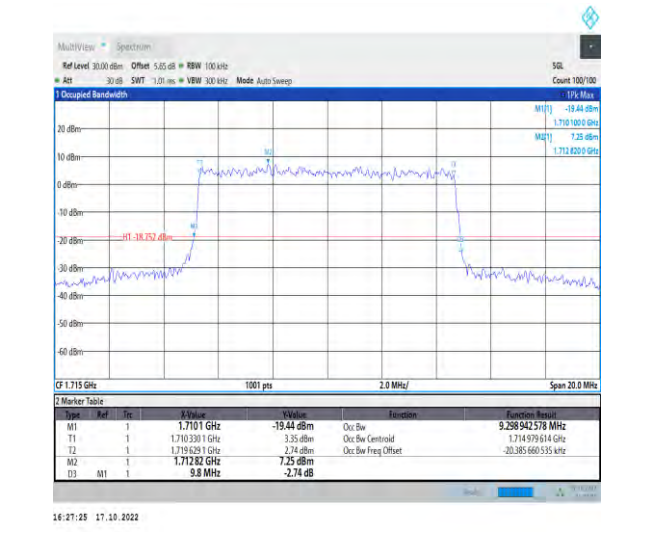 MultiView Spectrum
Ref Level 30.00 dBm Offset 5.65 dB RBW 100 kHz SGL
Att 30 dB SWT 1.01 ms VBW 300 kHz Mode Auto Sweep Count 100/100
1 Occupied Bandwidth 1Pk Max
M1[1] -19.44 dBm
1.710 100 0 GHz
M2[1] 7.25 dBm
1.712 820 0 GHz
20 dBm
10 dBm
M2
0 dBm
-10 dBm
-20 dBm
H1 -18.752 dBm
-30 dBm
-40 dBm
-50 dBm
-60 dBm
CF 1.715 GHz 1001 pts 2.0 MHz/ Span 20.0 MHz
2 Marker Table
Type Ref Trc X-Value Y-Value Function Function Result
M1 1 1.7101 GHz -19.44 dBm Occ Bw 9.298 942 578 MHz
T1 1 1.710 330 1 GHz 3.35 dBm Occ Bw Centroid 1.714 979 614 GHz
T2 1 1.719 629 1 GHz 2.74 dBm Occ Bw Freq Offset -20.385 660 535 kHz
M2 1 1.712 82 GHz 7.25 dBm
D3 M1 1 9.8 MHz -2.74 dB
16:27:25 17.10.2022